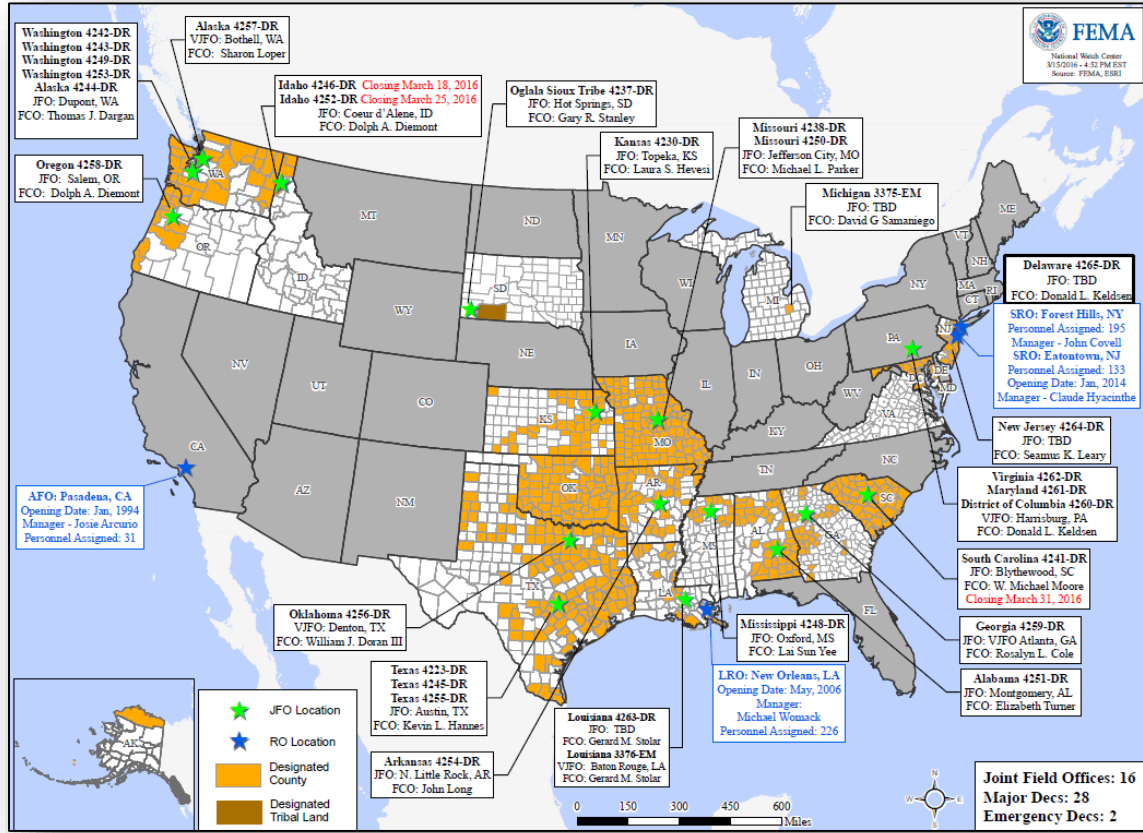 FEMA
National Watch Center
3/15/2016 - 4:52 PM EST
Source: FEMA, ESRI
Washington 4242-DR
Washington 4243-DR
Washington 4249-DR
Washington 4253-DR
Alaska 4244-DR
JFO: Dupont, WA
FCO: Thomas J. Dargan
Alaska 4257-DR
VJFO: Bothell, WA
FCO: Sharon Loper
Idaho 4246-DR Closing March 18, 2016
Idaho 4252-DR Closing March 25, 2016
JFO: Coeur d'Alene, ID
FCO: Dolph A. Diemont
Oglala Sioux Tribe 4237-DR
JFO: Hot Springs, SD
FCO: Gary R. Stanley
Kansas 4230-DR
JFO: Topeka, KS
FCO: Laura S. Hevesi
Missouri 4238-DR
Missouri 4250-DR
JFO: Jefferson City, MO
FCO: Michael L. Parker
Michigan 3375-EM
JFO: TBD
FCO: David G Samaniego
Oregon 4258-DR
JFO: Salem, OR
FCO: Dolph A. Diemont
Delaware 4265-DR
JFO: TBD
FCO: Donald L. Keldsen
SRO: Forest Hills, NY
Personnel Assigned: 195
Manager - John Covell
SRO: Eatontown, NJ
Personnel Assigned: 133
Opening Date: Jan, 2014
Manager - Claude Hyacinthe
New Jersey 4264-DR
JFO: TBD
FCO: Seamus K. Leary
Virginia 4262-DR
Maryland 4261-DR
District of Columbia 4260-DR
VJFO: Harrisburg, PA
FCO: Donald L. Keldsen
South Carolina 4241-DR
JFO: Blythewood, SC
FCO: W. Michael Moore
Closing March 31, 2016
Georgia 4259-DR
JFO: VJFO Atlanta, GA
FCO: Rosalyn L. Cole
Alabama 4251-DR
JFO: Montgomery, AL
FCO: Elizabeth Turner
Mississippi 4248-DR
JFO: Oxford, MS
FCO: Lai Sun Yee
LRO: New Orleans, LA
Opening Date: May, 2006
Manager:
Michael Womack
Personnel Assigned: 226
Louisiana 4263-DR
JFO: TBD
FCO: Gerard M. Stolar
Louisiana 3376-EM
VJFO: Baton Rouge, LA
FCO: Gerard M. Stolar
AFO: Pasadena, CA
Opening Date: Jan, 1994
Manager - Josie Arcurio
Personnel Assigned: 31
Oklahoma 4256-DR
VJFO: Denton, TX
FCO: William J. Doran III
Texas 4223-DR
Texas 4245-DR
Texas 4255-DR
JFO: Austin, TX
FCO: Kevin L. Hannes
Arkansas 4254-DR
JFO: N. Little Rock, AR
FCO: John Long
WA
OR
ID
MT
ND
SD
MN
WI
MI
WY
NE
IA
NV
UT
CO
CA
AZ
NM
KS
OK
TX
MO
AR
LA
IL
IN
OH
KY
TN
MS
AL
GA
FL
SC
NC
VA
WV
PA
NY
NJ
DE
MD
DC
CT
RI
MA
VT
NH
ME
AK
JFO Location
RO Location
Designated
County
Designated
Tribal Land
0 150 300 450 600
Miles
N
W
E
S
Joint Field Offices: 16
Major Decs: 28
Emergency Decs: 2